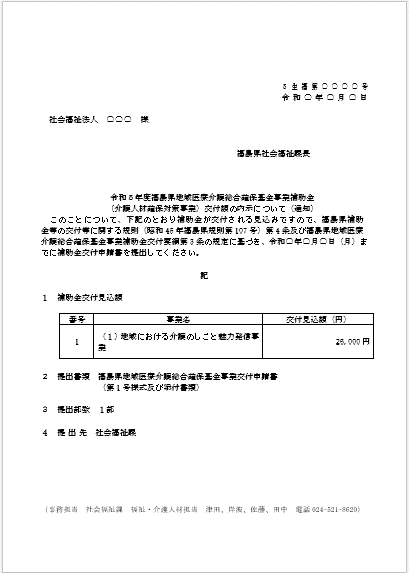 5 生福第〇〇〇〇号
令和〇年〇月〇日
社会福祉法人 〇〇〇 様
福島県社会福祉課長
令和5年度福島県地域医療介護総合確保基金事業補助金
(介護人材確保対策事業)交付額の内示について(通知)
このことについて、下記のとおり補助金が交付される見込みですので、福島県補助
金等の交付等に関する規則(昭和45年福島県規則第107号)第4条及び福島県地域医療
介護総合確保基金事業補助金交付要綱第3条の規定に基づき、令和〇年〇月〇日(月)ま
でに補助金交付申請書を提出してください。
記
1 補助金交付見込額
番号 事業名 交付見込額(円)
1 (1)地域における介護のしごと魅力発信事業 26,000円
2 提出書類 福島県地域医療介護総合確保基金事業交付申請書
(第1号様式及び添付書類)
3 提出部数 1部
4 提出先 社会福祉課
(事務担当 社会福祉課 福祉・介護人材担当 津田、岸波、佐藤、田中 電話024-521-8620)